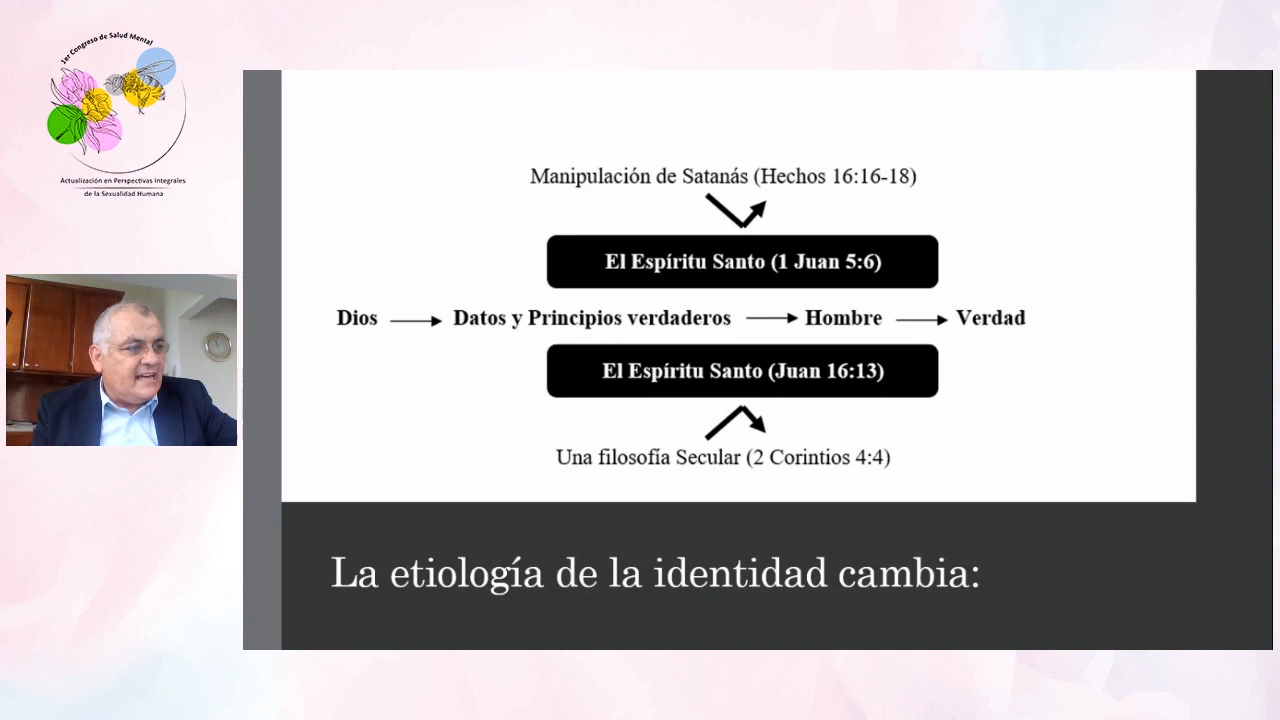 1er Congreso de Salud Mental
Actualización en Perspectivas Integrales
de la Sexualidad Humana
Manipulación de Satanás (Hechos 16:16-18)
El Espíritu Santo (1 Juan 5:6)
Dios Datos y Principios verdaderos Hombre Verdad
El Espíritu Santo (Juan 16:13)
Una filosofía Secular (2 Corintios 4:4)
La etiología de la identidad cambia: